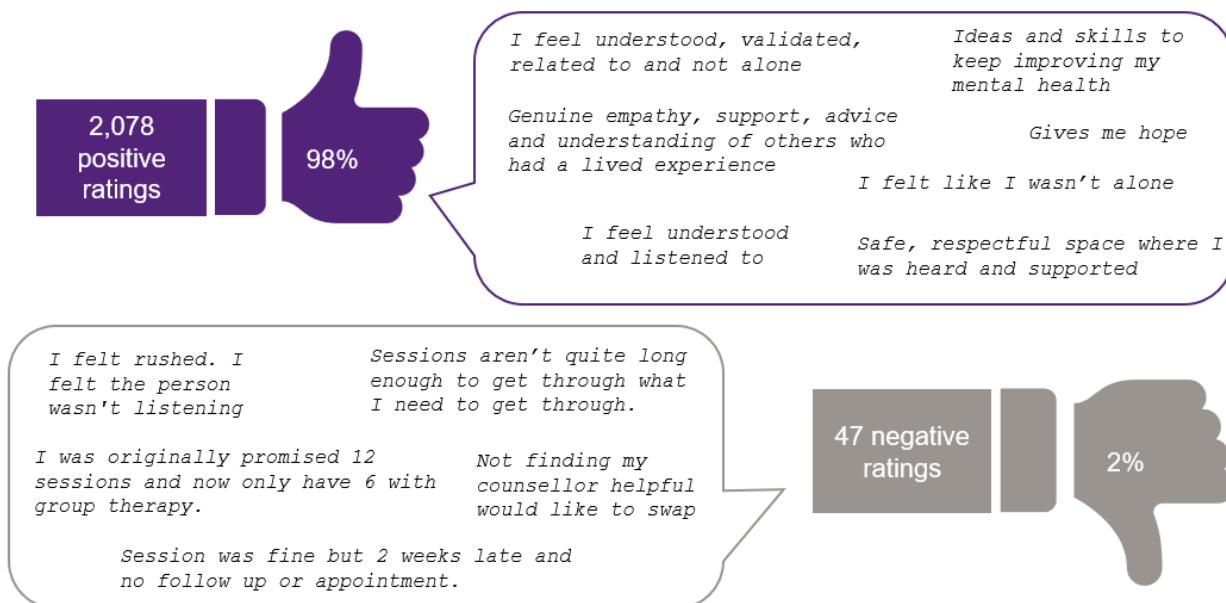 2,078
positive
ratings
98%
I feel understood, validated,
related to and not alone
Ideas and skills to
keep improving my
mental health
Genuine empathy, support, advice
and understanding of others who
had a lived experience
Gives me hope
I felt like I wasn’t alone
I feel understood
and listened to
Safe, respectful space where I
was heard and supported
I felt rushed. I
felt the person
wasn't listening
Sessions aren’t quite long
enough to get through what
I need to get through.
I was originally promised 12
sessions and now only have 6 with
group therapy.
Not finding my
counsellor helpful
would like to swap
Session was fine but 2 weeks late and
no follow up or appointment.
47 negative
ratings
2%